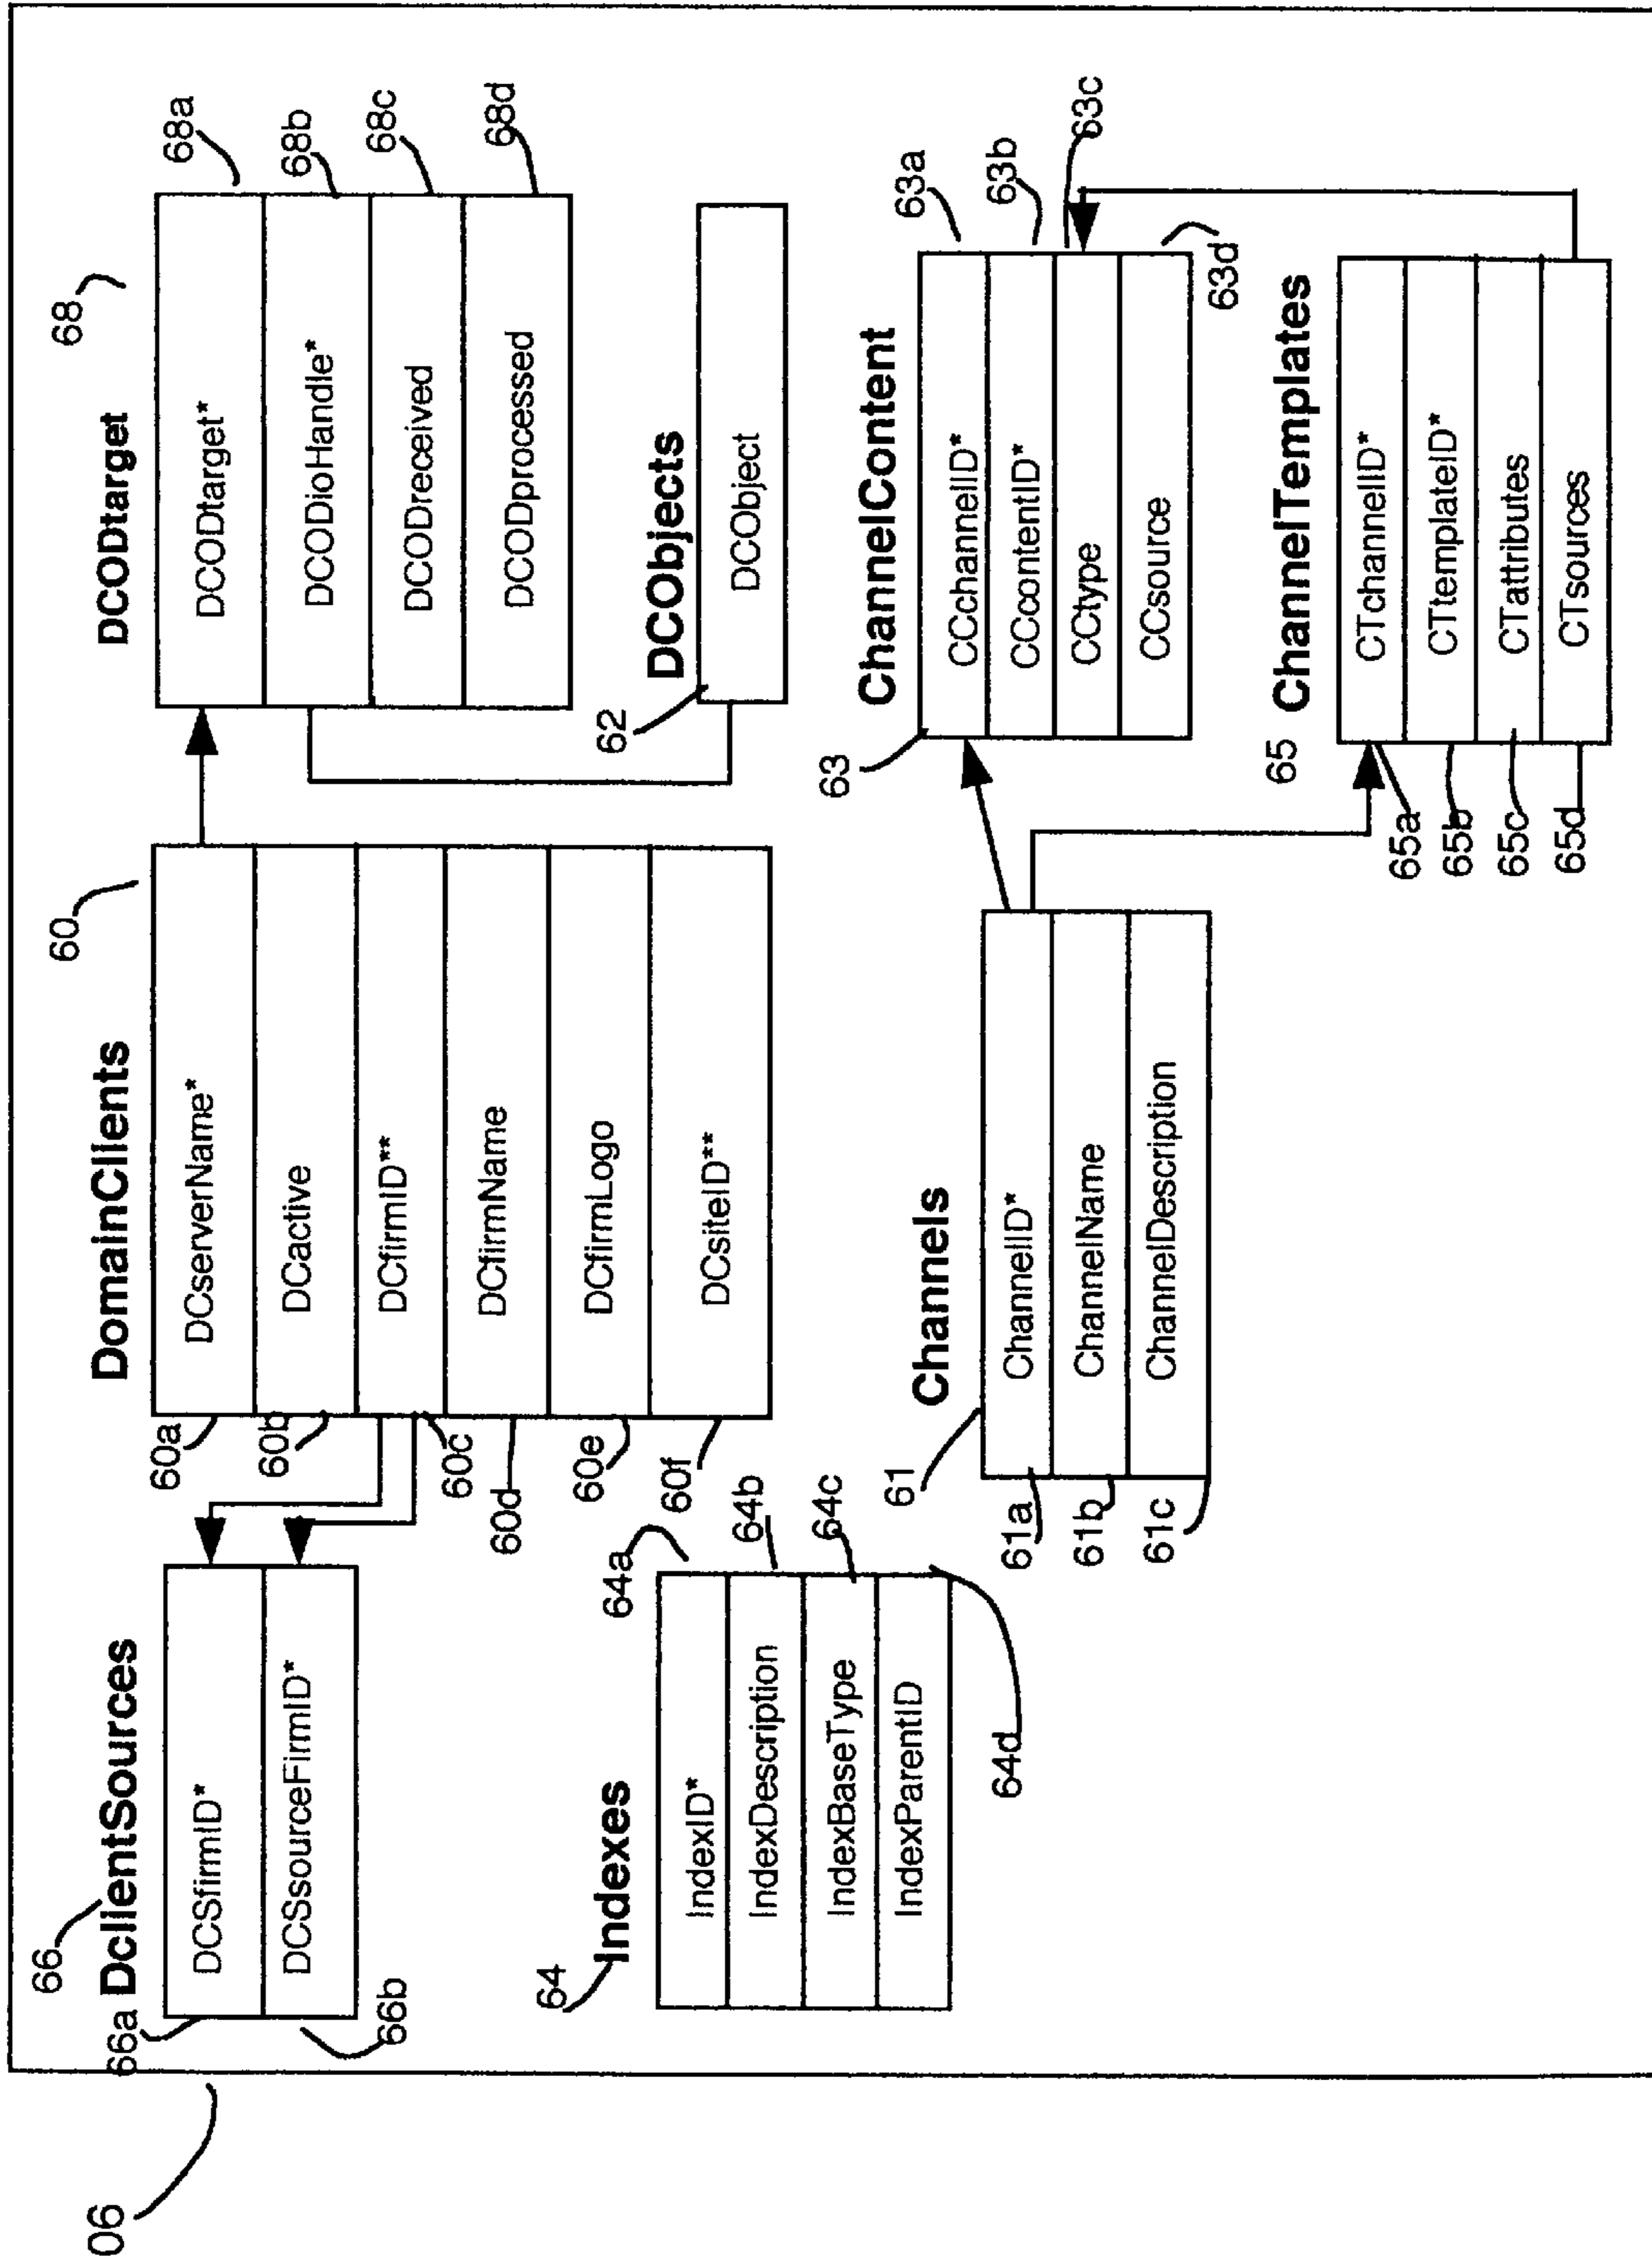 06
66
DclientSources
66a
DCSfirmID*
DCSsourceFirmID*
66b
60
DomainClients
DCserverName*
DCactive
DCfirmID**
DCfirmName
DCfirmLogo
DCsiteID**
60a
60b
60c
60d
60e
60f
68
DCODtarget
DCODtarget*
DCODioHandle*
DCODreceived
DCODprocessed
68a
68b
68c
68d
DCObjects
62
DCObject
64
Indexes
IndexID*
IndexDescription
IndexBaseType
IndexParentID
64a
64b
64c
64d
Channels
61
ChannelID*
ChannelName
ChannelDescription
61a
61b
61c
ChannelContent
63
CCchannelID*
CCcontentID*
CCtype
CCsource
63a
63b
63c
63d
65
ChannelTemplates
CTchannelID*
CTtemplateID*
CTattributes
CTsources
65a
65b
65c
65d